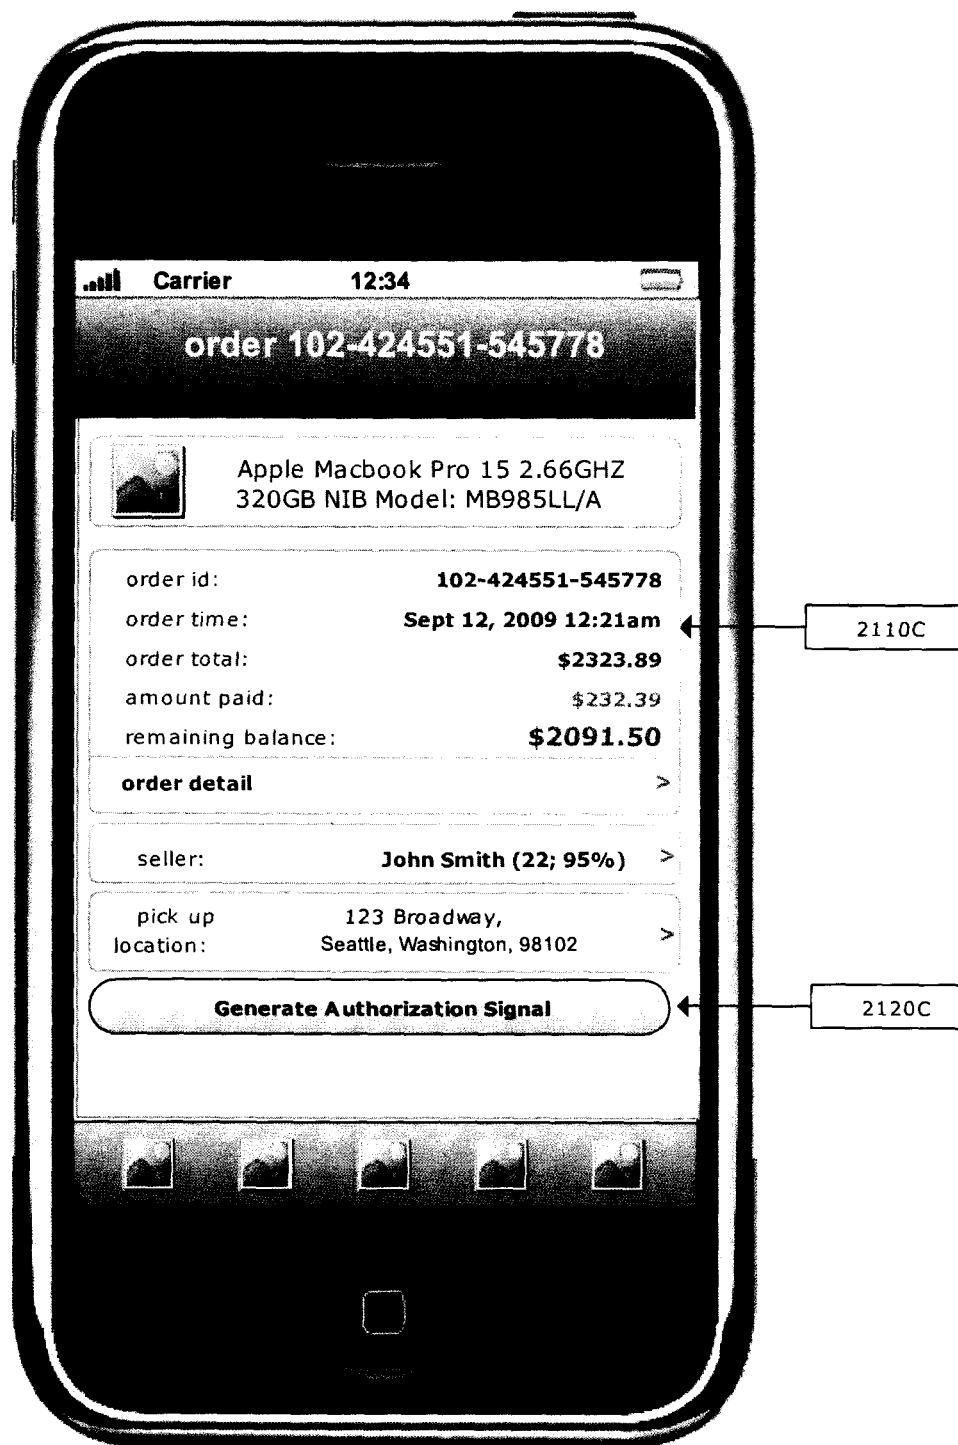 Carrier 12:34
order 102-424551-545778
Apple Macbook Pro 15 2.66GHZ
320GB NIB Model: MB985LL/A
order id: 102-424551-545778
order time: Sept 12, 2009 12:21am
2110C
order total: $2323.89
amount paid: $232.39
remaining balance: $2091.50
order detail >
seller: John Smith (22; 95%) >
pick up 123 Broadway,
location: Seattle, Washington, 98102 >
Generate Authorization Signal
2120C